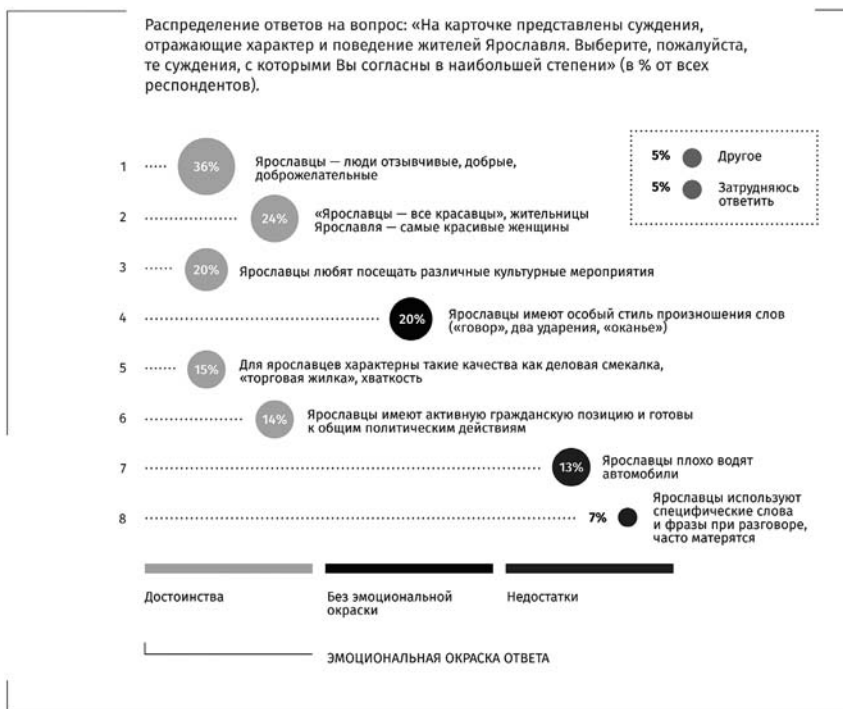 Распределение ответов на вопрос: «На карточке представлены суждения,
отражающие характер и поведение жителей Ярославля. Выберите, пожалуйста,
те суждения, с которыми Вы согласны в наибольшей степени» (в % от всех
респондентов).
5% Другое
5% Затрудняюсь
ответить
1 36% Ярославцы — люди отзывчивые, добрые,
доброжелательные
2 24% «Ярославцы — все красавцы», жительницы
Ярославля — самые красивые женщины
3 20% Ярославцы любят посещать различные культурные мероприятия
4 20% Ярославцы имеют особый стиль произношения слов
(«говор», два ударения, «оканье»)
5 15% Для ярославцев характерны такие качества как деловая смекалка,
«торговая жилка», хваткость
6 14% Ярославцы имеют активную гражданскую позицию и готовы
к общим политическим действиям
7 13% Ярославцы плохо водят
автомобили
8 7% Ярославцы используют
специфические слова
и фразы при разговоре,
часто матерятся
Достоинства
Без эмоциональной
окраски
Недостатки
ЭМОЦИОНАЛЬНАЯ ОКРАСКА ОТВЕТА